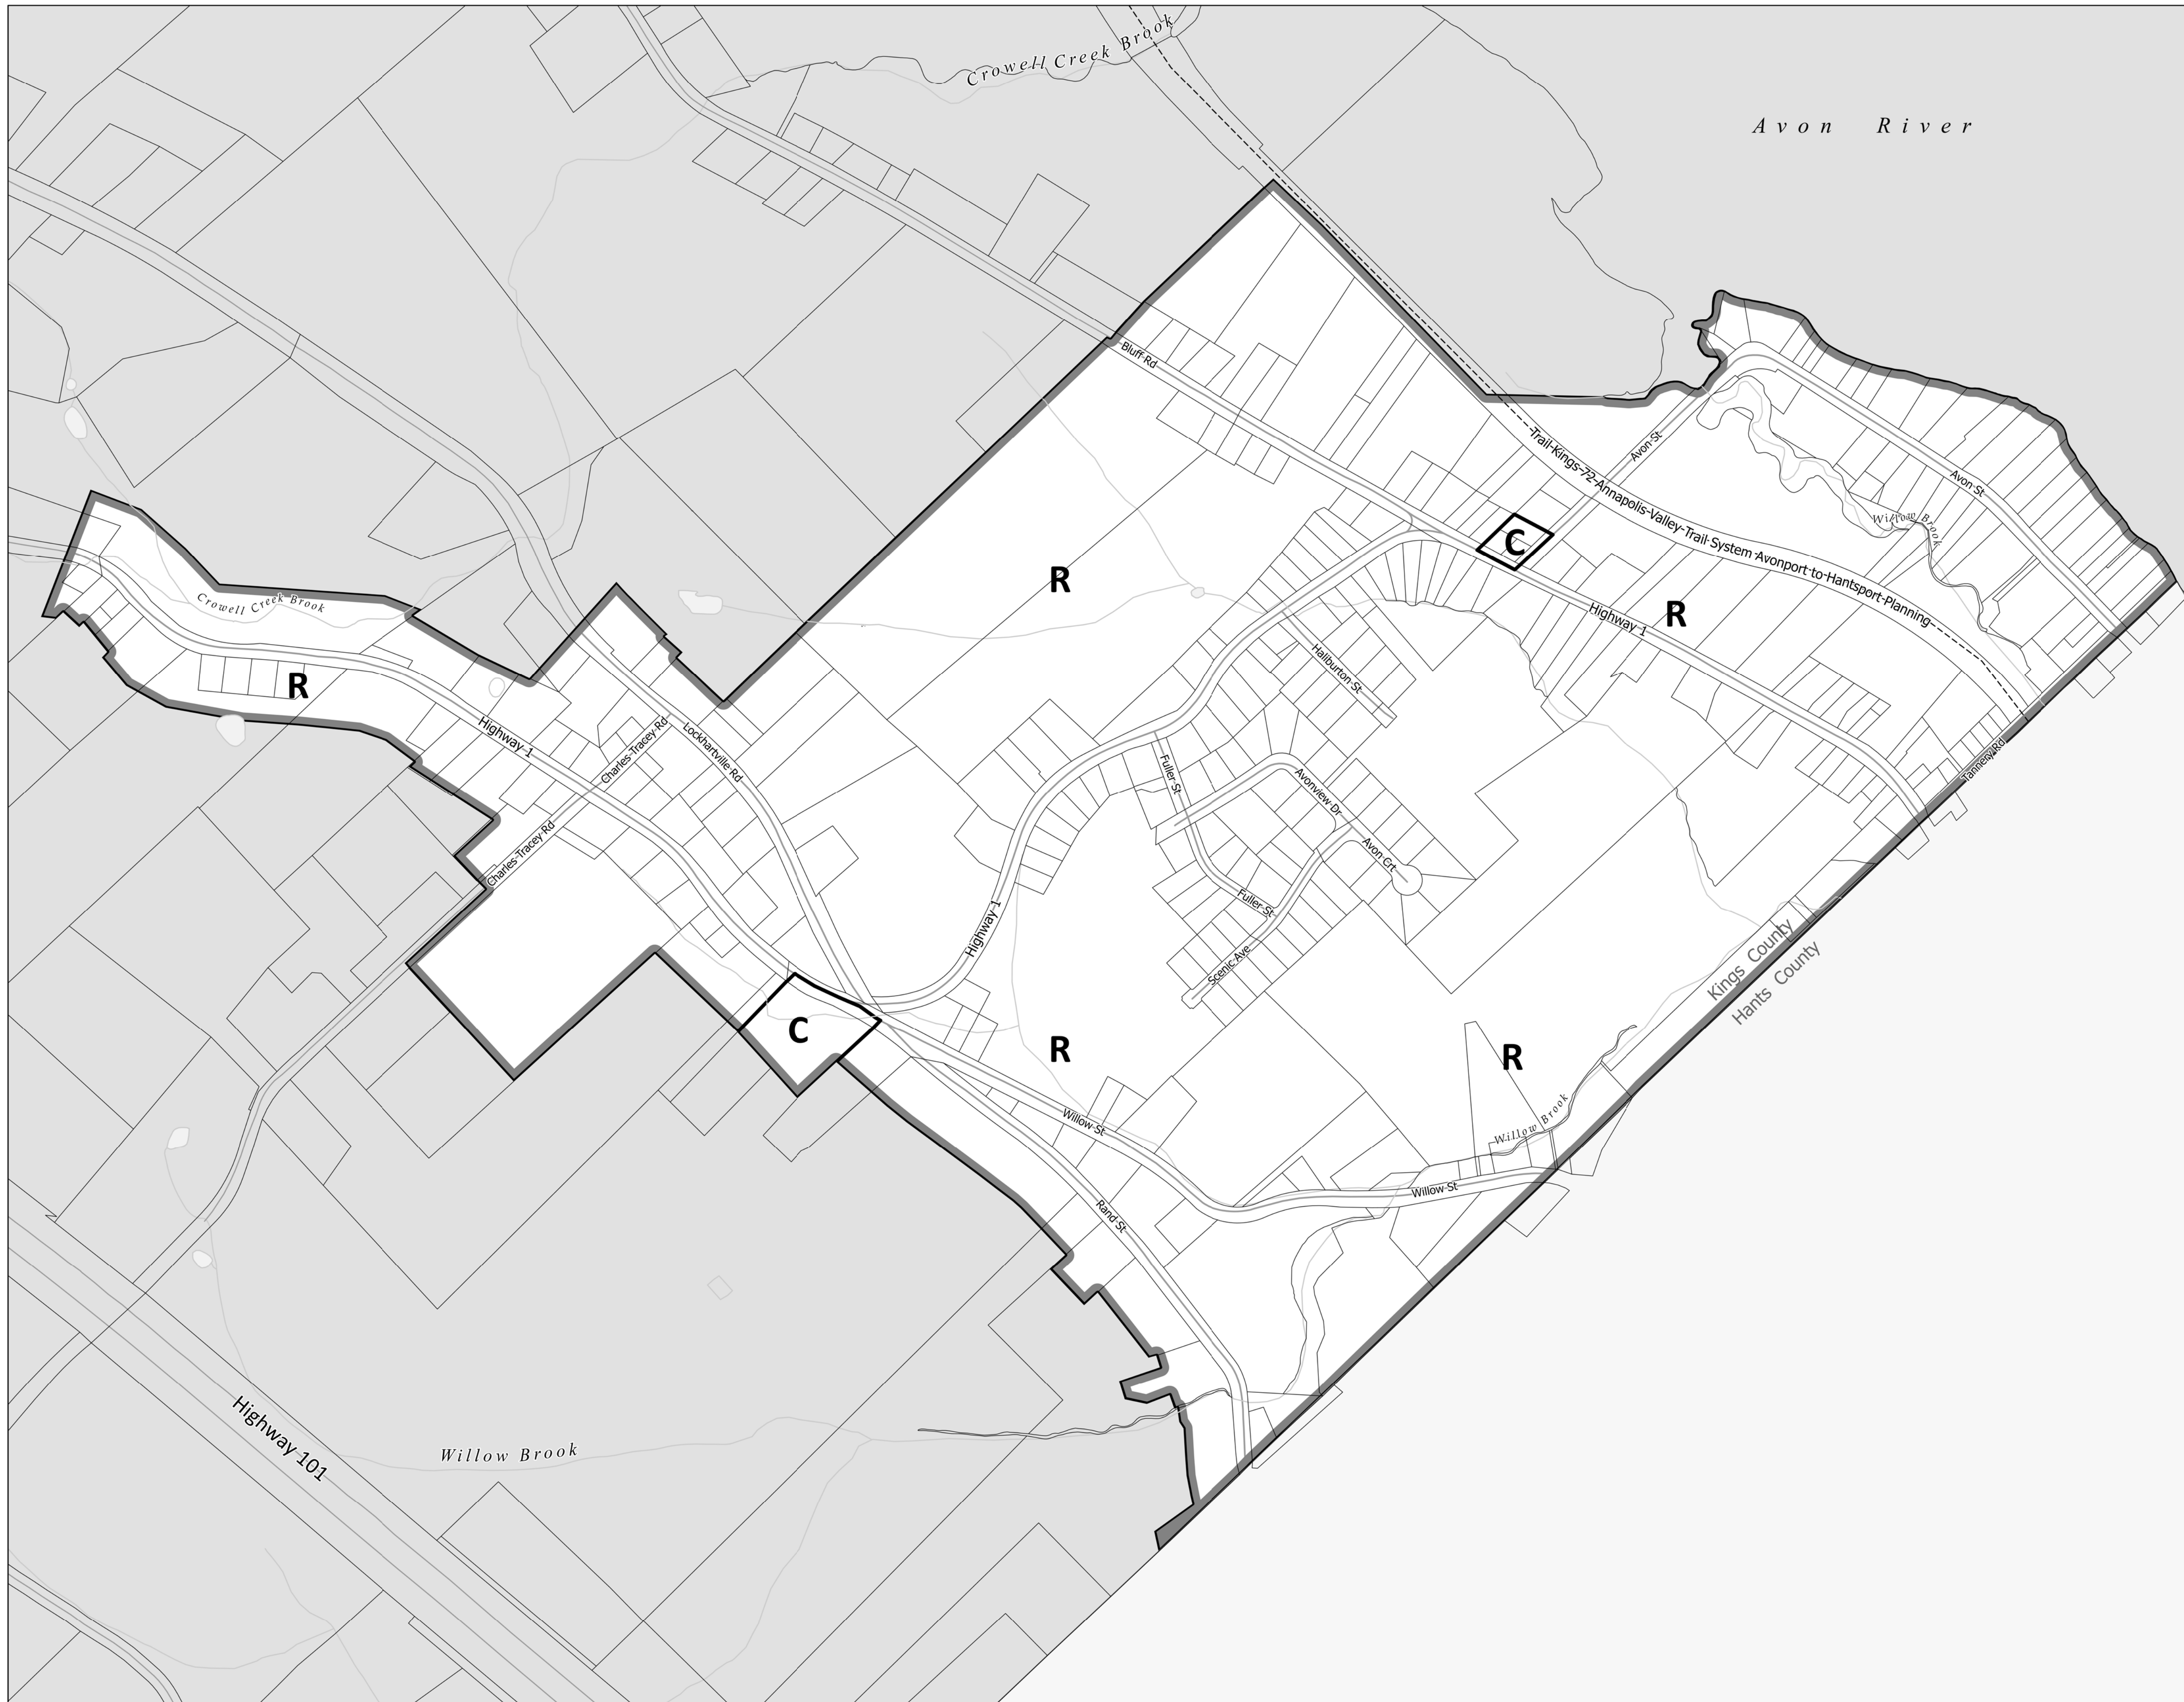 Crowell Creek Brook
Avon River
Bluff Rd
Avon St
Trail-Kings-72-Annapolis-Valley-Trail System Avonport-to-Hantsport-Planning
Avon St
Willow Brook
C
R
R
Highway 1
Crowell Creek Brook
Haliburton St
R
Highway 1
Charles-Tracey-Rd
Lockhartville Rd
Fuller St
Avonview Dr
Tannery Rd
Charles-Tracey Rd
Avon Crt
Fuller St
Highway 1
Scenic Ave
Kings County
Hants County
C
R
R
Willow St
Willow Brook
Willow St
Rand St
Highway 101
Willow Brook